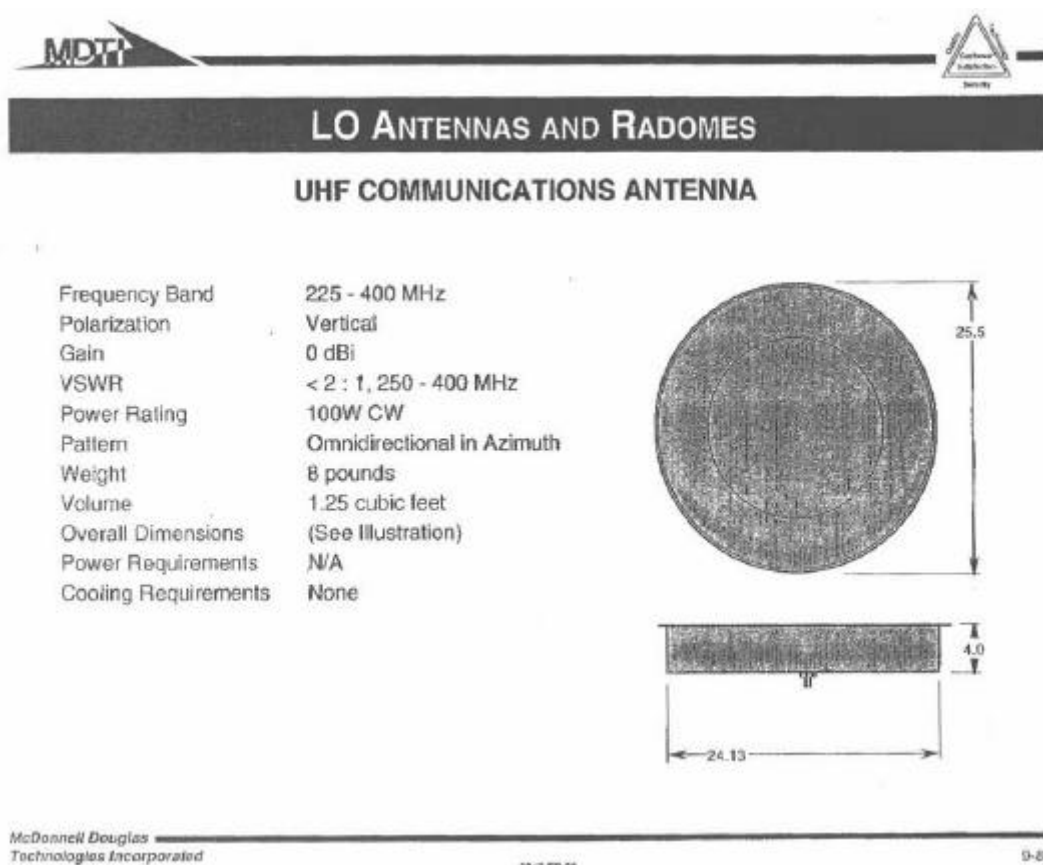 MDTI
Customer
Satisfaction
Security
LO ANTENNAS AND RADOMES
UHF COMMUNICATIONS ANTENNA
Frequency Band 225 - 400 MHz
Polarization Vertical
Gain 0 dBi
VSWR < 2 : 1, 250 - 400 MHz
Power Rating 100W CW
Pattern Omnidirectional in Azimuth
Weight 8 pounds
Volume 1.25 cubic feet
Overall Dimensions (See Illustration)
Power Requirements N/A
Cooling Requirements None
25.5
4.0
24.13
McDonnell Douglas
Technologies Incorporated
9-8